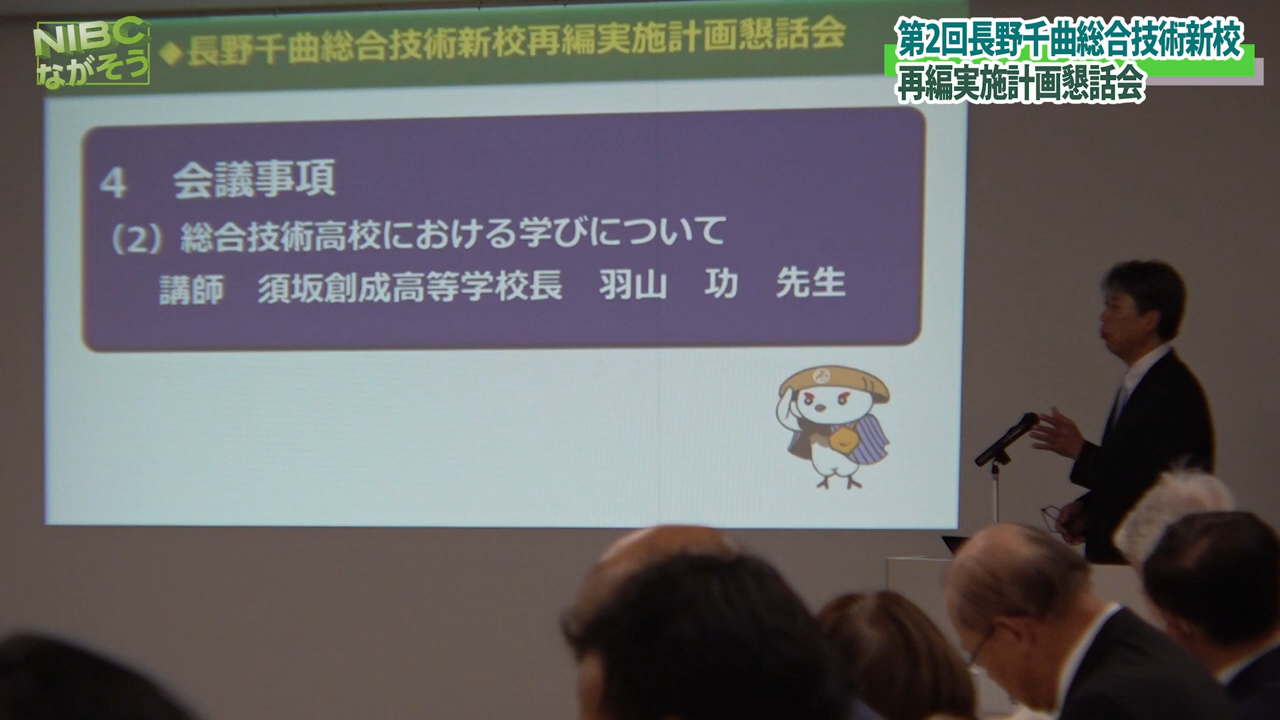 NIBC
ながそう
◆長野千曲総合技術新校再編実施計画懇話会
第2回長野千曲総合技術新校
再編実施計画懇話会
4 会議事項
(2) 総合技術高校における学びについて
講師 須坂創成高等学校長 羽山 功 先生